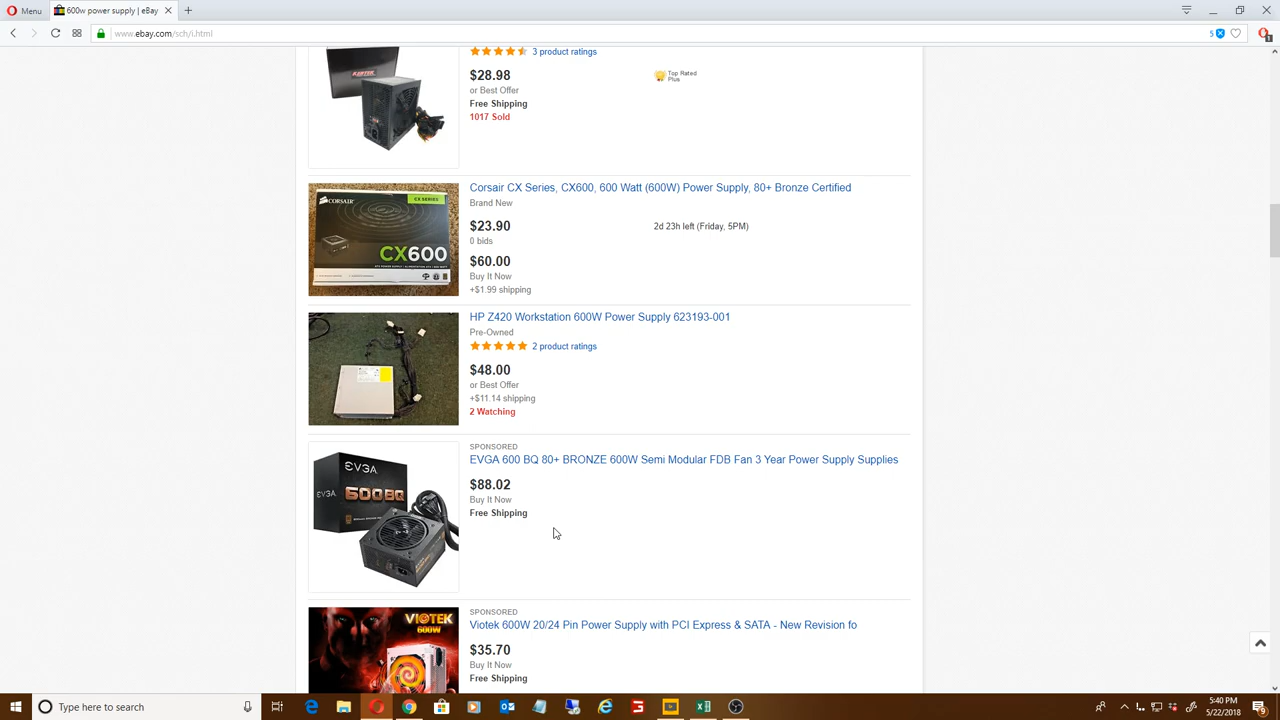 Menu
600w power supply | eBay
www.ebay.com/sch/i.html
5
1
3 product ratings
$28.98
Top Rated
Plus
or Best Offer
Free Shipping
1017 Sold
CORSAIR
CX SERIES
CX600
Corsair CX Series, CX600, 600 Watt (600W) Power Supply, 80+ Bronze Certified
Brand New
$23.90
2d 23h left (Friday, 5PM)
0 bids
$60.00
Buy It Now
+$1.99 shipping
HP Z420 Workstation 600W Power Supply 623193-001
Pre-Owned
2 product ratings
$48.00
or Best Offer
+$11.14 shipping
2 Watching
EVGA
EVGA
600BQ
600BQ
SPONSORED
EVGA 600 BQ 80+ BRONZE 600W Semi Modular FDB Fan 3 Year Power Supply Supplies
$88.02
Buy It Now
Free Shipping
VIOTEK
600W
SPONSORED
Viotek 600W 20/24 Pin Power Supply with PCI Express & SATA - New Revision fo
$35.70
Buy It Now
Free Shipping
Type here to search
5:40 PM
5/22/2018